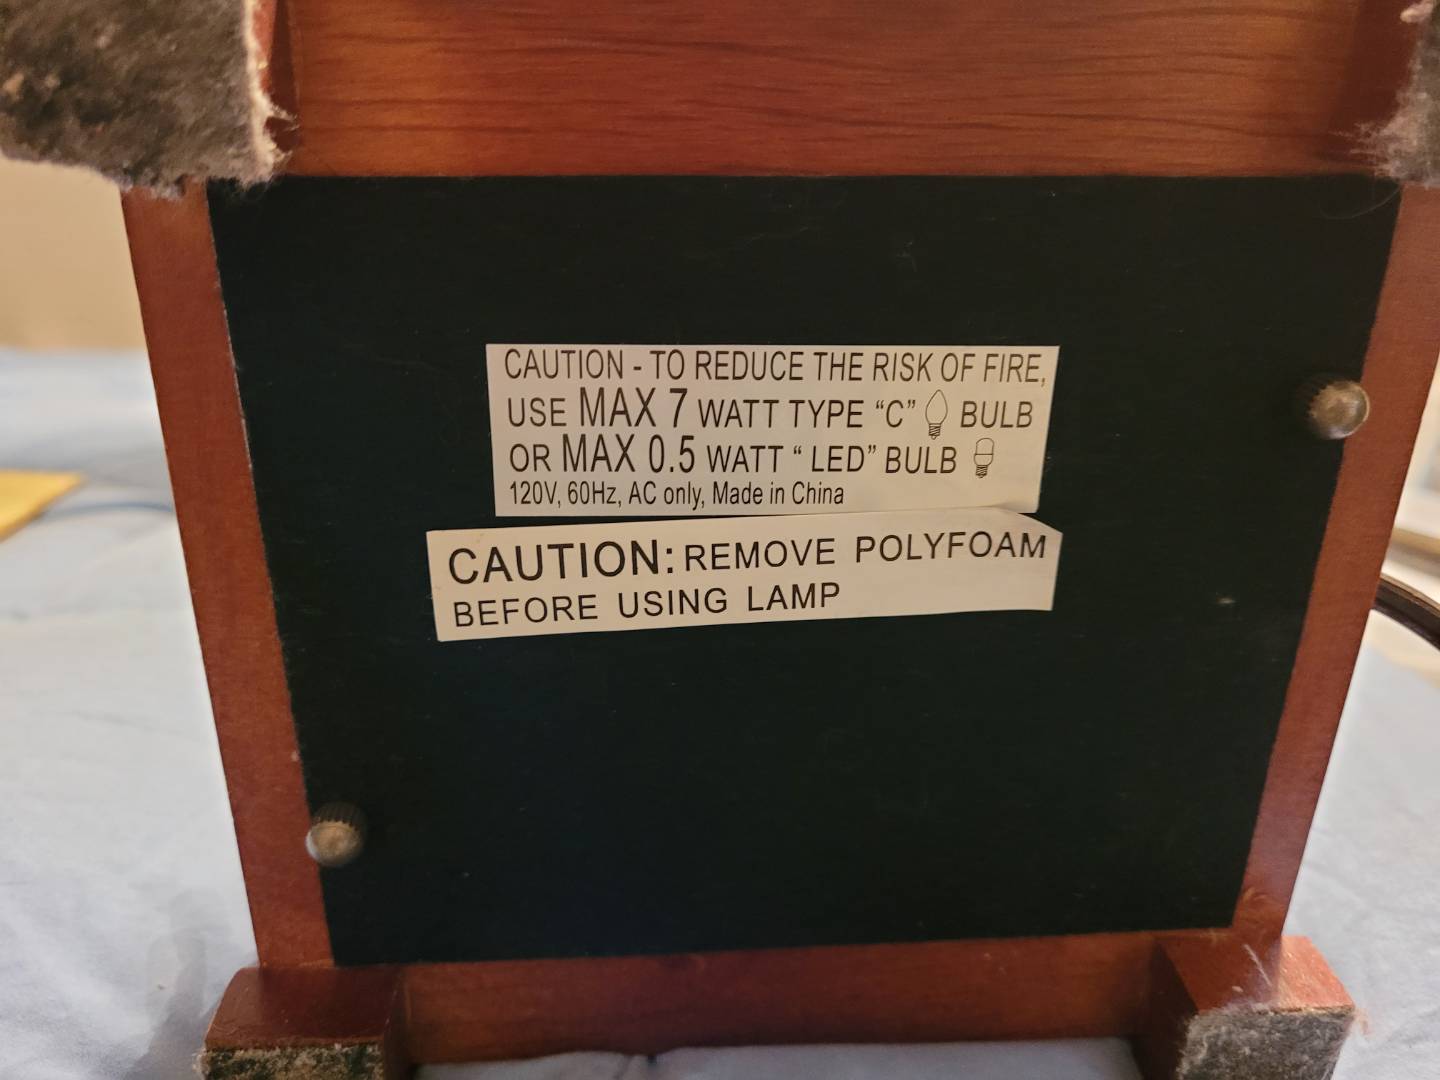 CAUTION - TO REDUCE THE RISK OF FIRE,
USE MAX 7 WATT TYPE “C” BULB
OR MAX 0.5 WATT “ LED” BULB
120V, 60Hz, AC only, Made in China
CAUTION: REMOVE POLYFOAM
BEFORE USING LAMP